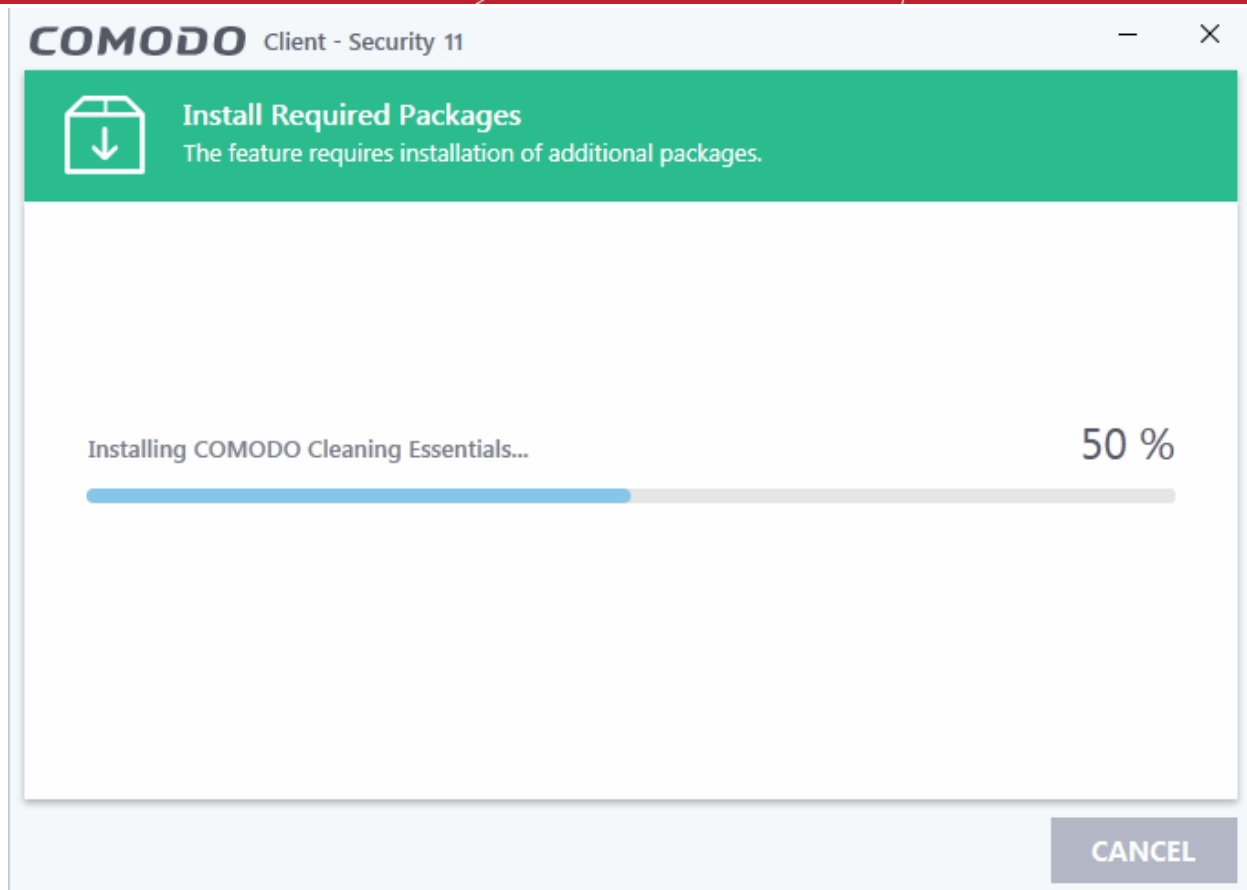 COMODO Client - Security 11
Install Required Packages
The feature requires installation of additional packages.
Installing COMODO Cleaning Essentials...
50 %
CANCEL